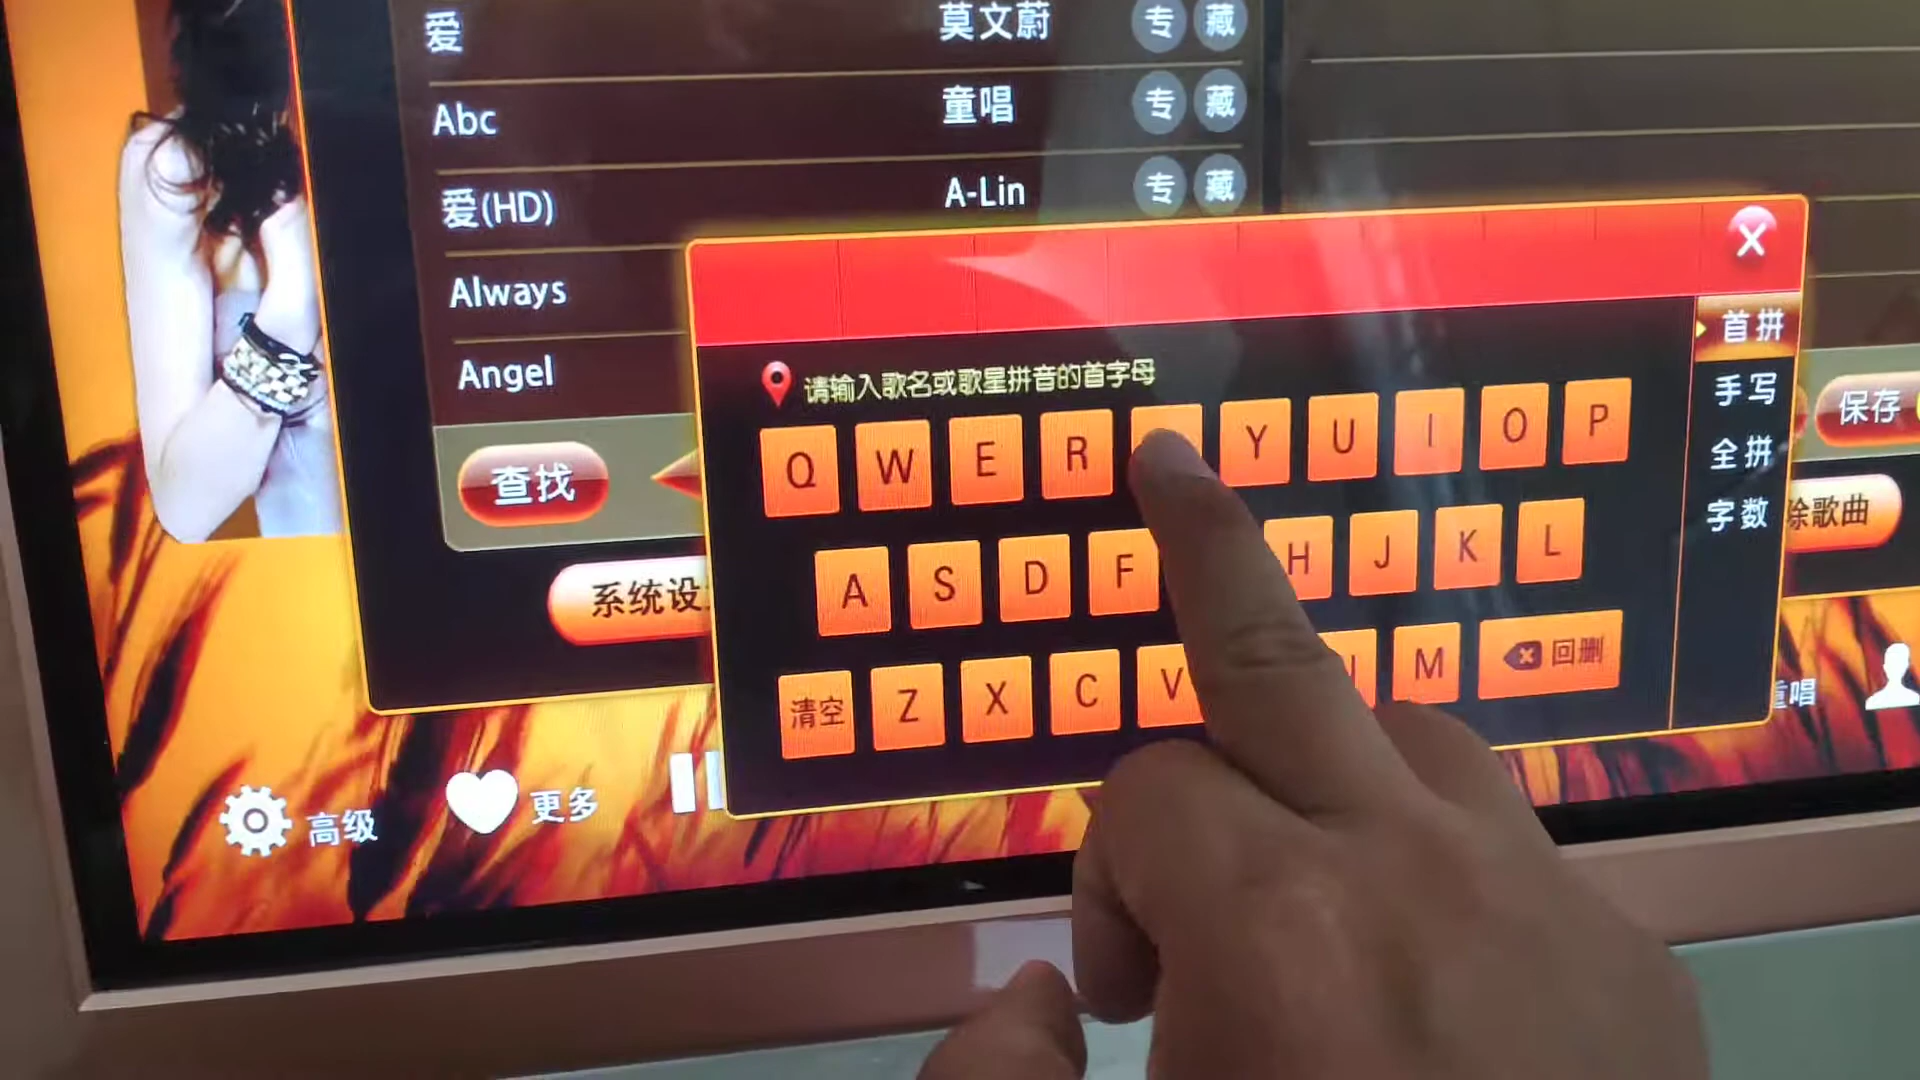 爱 莫文蔚 专 藏
Abc 童唱 专 藏
爱(HD) A-Lin 专 藏
Always
Angel
X
首拼
手写
全拼
字数
请输入歌名或歌星拼音的首字母
Q W E R Y U I O P
A S D F H J K L
清空 Z X C V M 回删
查找
保存
除歌曲
系统设
高级
更多
唱